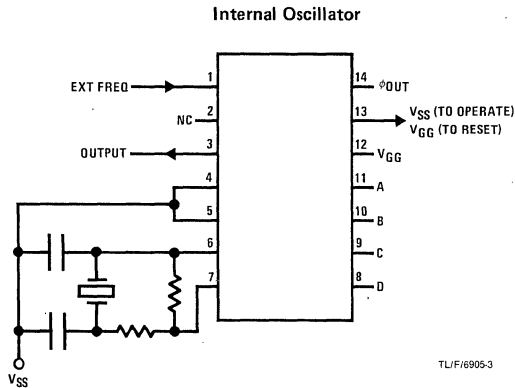 Internal Oscillator
EXT FREQ
1
14
ϕOUT
NC
2
13
VSS (TO OPERATE)
VGG (TO RESET)
OUTPUT
3
12
VGG
4
11
A
5
10
B
6
9
C
7
8
D
VSS
TL/F/6905-3